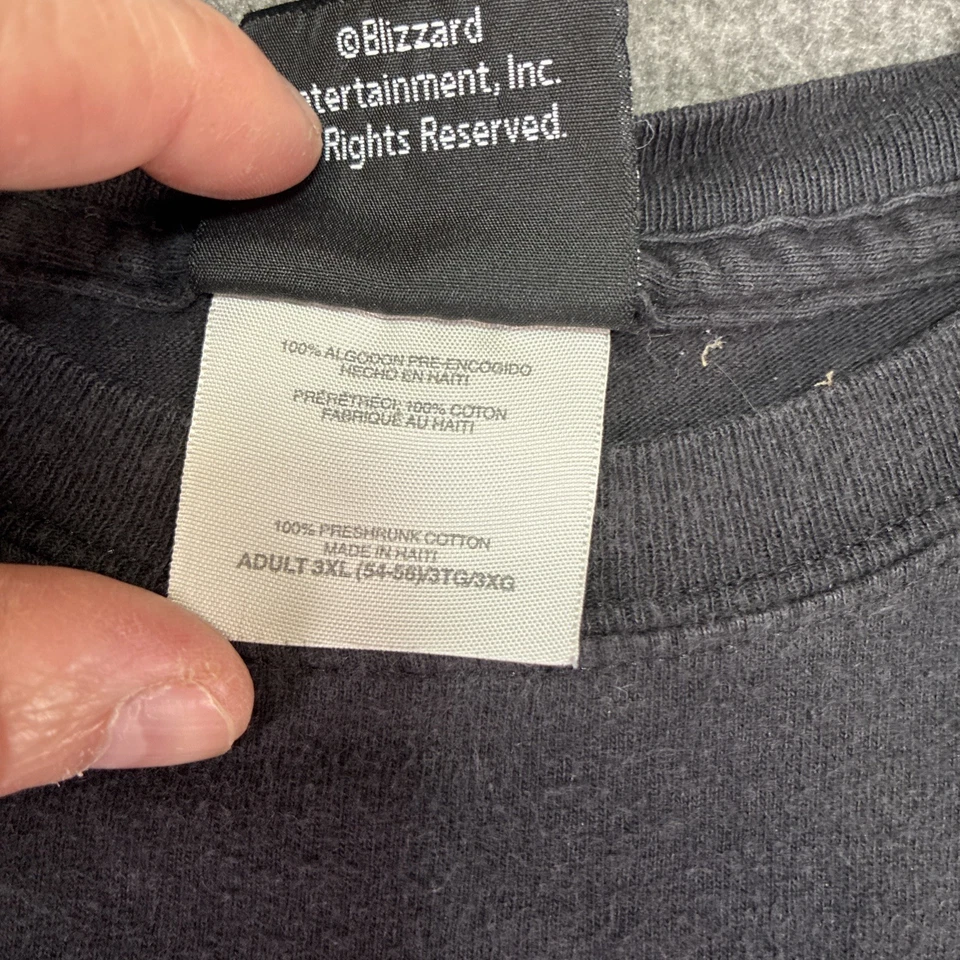 ©Blizzard
ntertainment, Inc.
Rights Reserved.
100% ALGODON PRE-ENCOGIDO
HECHO EN HAITI
PRÉRÉTRÉCI, 100% COTON
FABRIQUÉ AU HAITI
100% PRESHRUNK COTTON
MADE IN HAITI
ADULT 3XL (54-56)/3TG/3XG